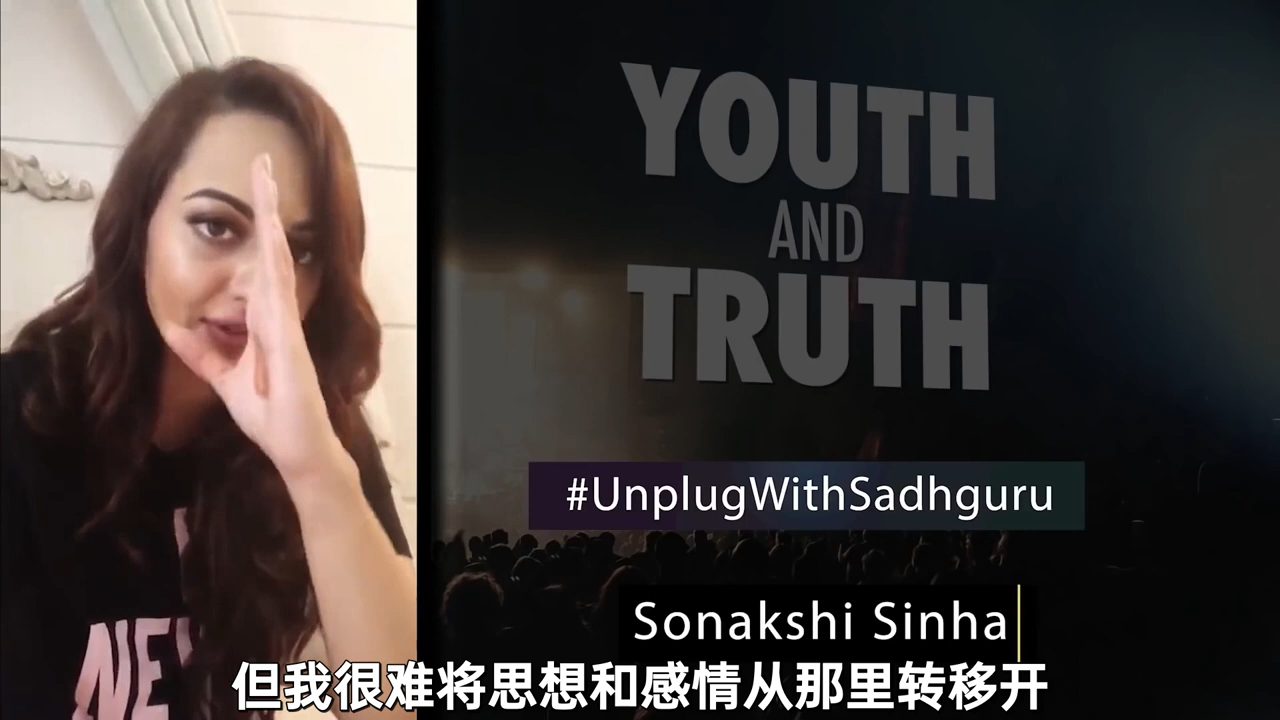 YOUTH
AND
TRUTH
#UnplugWithSadhguru
Sonakshi Sinha
但我很难将思想和感情从那里转移开